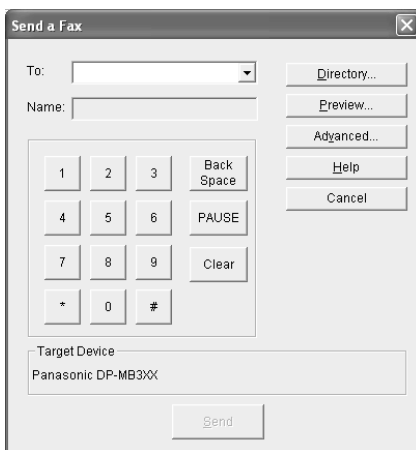 Send a Fax
To:
Directory...
Name:
Preview...
Advanced...
Help
Cancel
1 2 3 Back Space
4 5 6 PAUSE
7 8 9 Clear
* 0 #
Target Device
Panasonic DP-MB3XX
Send